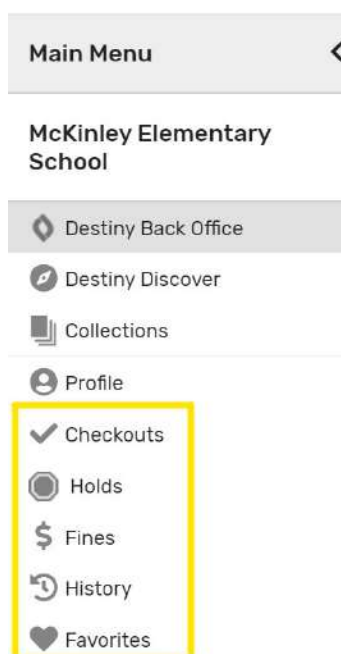 Main Menu
McKinley Elementary
School
Destiny Back Office
Destiny Discover
Collections
Profile
Checkouts
Holds
Fines
History
Favorites